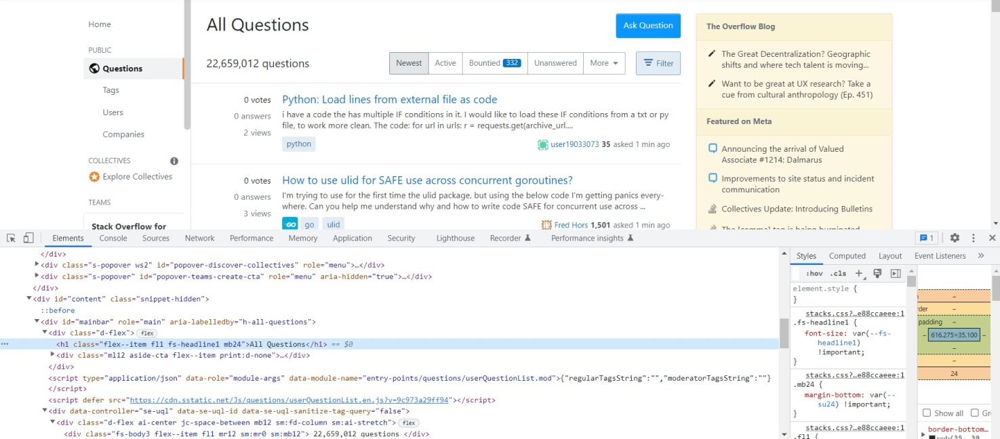 Home
PUBLIC
Questions
Tags
Users
Companies
COLLECTIVES
Explore Collectives
TEAMS
Stack Overflow for
All Questions
Ask Question
22,659,012 questions
Newest Active Bountied 332 Unanswered More Filter
0 votes
0 answers
2 views
Python: Load lines from external file as code
i have a code the has multiple IF conditions in it. I would like to load these IF conditions from a txt or py
file, to work more clean. The code: for url in urls: r = requests.get(archive_url....
python
user19033073 35 asked 1 min ago
0 votes
0 answers
3 views
How to use ulid for SAFE use across concurrent goroutines?
I'm trying to use for the first time the ulid package, but using the below code I'm getting panics every-
where. Can you help me understand why and how to write code SAFE for concurrent use across ...
GO go ulid
Fred Hors 1,501 asked 1 min ago
The Overflow Blog
The Great Decentralization? Geographic
shifts and where tech talent is moving...
Want to be great at UX research? Take a
cue from cultural anthropology (Ep. 451)
Featured on Meta
Announcing the arrival of Valued
Associate #1214: Dalmarus
Improvements to site status and incident
communication
Collectives Update: Introducing Bulletins
The [comma] tag is being burninated
Elements Console Sources Network Performance Memory Application Security Lighthouse Recorder Performance insights 1
</div>
<div class="s-popover ws2" id="popover-discover-collectives" role="menu">…</div>
<div class="s-popover" id="popover-teams-create-cta" role="menu" aria-hidden="true">…</div>
</div>
<div id="content" class="snippet-hidden">
::before
<div id="mainbar" role="main" aria-labelledby="h-all-questions">
<div class="d-flex"> flex
<h1 class="flex--item fl1 fs-headline1 mb24">All Questions</h1> == $0
<div class="ml12 aside-cta flex--item print:d-none">…</div>
</div>
<script type="application/json" data-role="module-args" data-module-name="entry-points/questions/userQuestionList.mod">{"regularTagsString":"","moderatorTagsString":""}
</script>
<script defer src="https://cdn.sstatic.net/Js/questions/userQuestionList.en.js?v=9c973a29ff94"></script>
<div data-controller="se-uql" data-se-uql-id data-se-uql-sanitize-tag-query="false">
<div class="d-flex ai-center jc-space-between mb12 sm:fd-column sm:ai-stretch"> flex
<div class="fs-body3 flex--item fl1 mr12 sm:mr0 sm:mb12"> 22,659,012 questions </div>
Styles Computed Layout Event Listeners »
:hov .cls +
element.style {
}
stacks.css?…e88ccaeee:1
.fs-headline1 {
font-size: var(--fs-
headline1)
!important;
}
stacks.css?…e88ccaeee:1
.mb24 {
margin-bottom: var(--
su24) !important;
}
stacks.css?…e88ccaeee:1
.fl1 {
–
der –
padding –
– 616.275×35.100 –
–
–
24
Show all
border-bottom…